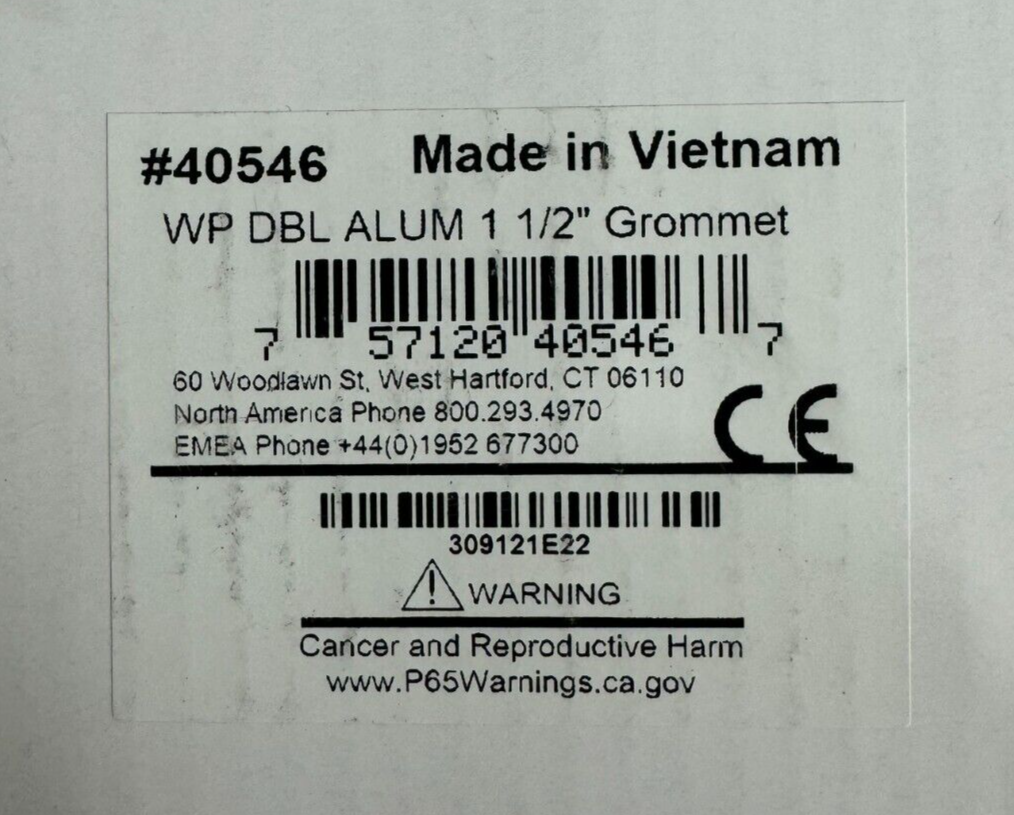 #40546 Made in Vietnam
WP DBL ALUM 1 1/2" Grommet
7 57120 40546 7
60 Woodlawn St, West Hartford, CT 06110
North America Phone 800.293.4970
EMEA Phone +44(0)1952 677300
CE
309121E22
WARNING
Cancer and Reproductive Harm
www.P65Warnings.ca.gov